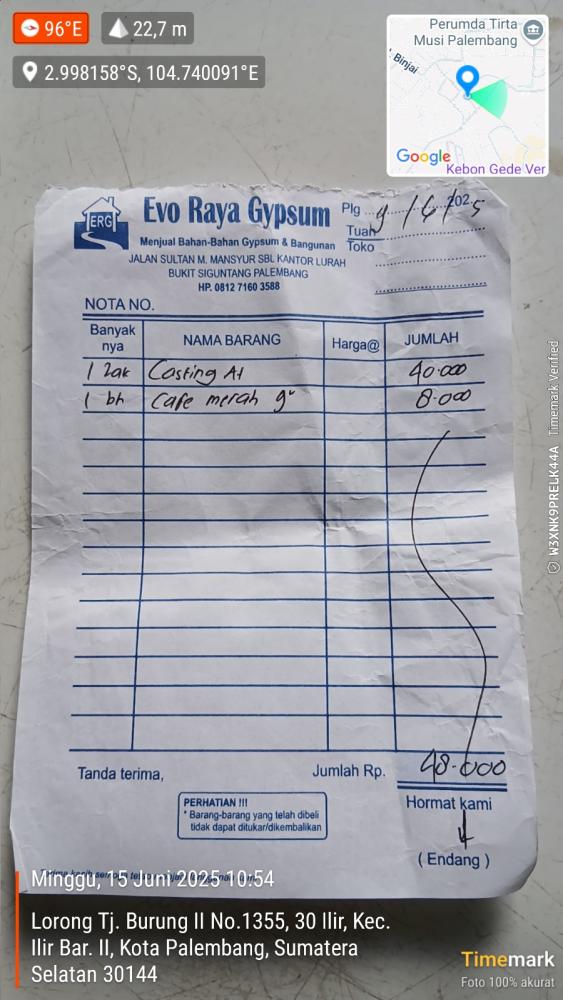 96°E
22,7 m
2.998158°S, 104.740091°E
Perumda Tirta
Musi Palembang
Binjai
Google
Kebon Gede Ver
ERG
Evo Raya Gypsum
Menjual Bahan-Bahan Gypsum & Bangunan
JALAN SULTAN M. MANSYUR SBL KANTOR LURAH
BUKIT SIGUNTANG PALEMBANG
HP. 0812 7160 3588
Plg 9/6/2025
Tuan
Toko
NOTA NO.
Banyak nya NAMA BARANG Harga@ JUMLAH
1 zak Casting A1 40.000
1 bh Cape merah 8.000
Tanda terima, Jumlah Rp. 48.000
PERHATIAN !!!
* Barang-barang yang telah dibeli
tidak dapat ditukar/dikembalikan
Hormat kami
( Endang )
Minggu, 15 Juni 2025 10:54
Lorong Tj. Burung II No.1355, 30 Ilir, Kec.
Ilir Bar. II, Kota Palembang, Sumatera
Selatan 30144
Timemark
Foto 100% akurat
W3XNK9PRELK44A Timemark Verified